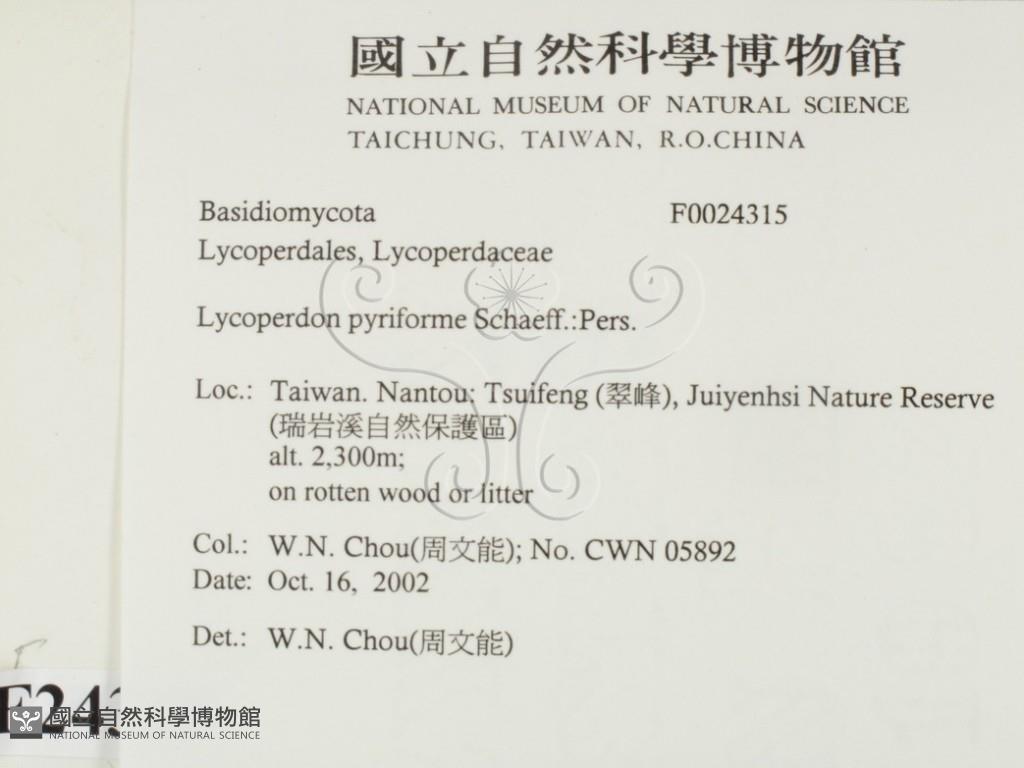 國立自然科學博物館
NATIONAL MUSEUM OF NATURAL SCIENCE
TAICHUNG, TAIWAN, R.O.CHINA
Basidiomycota F0024315
Lycoperdales, Lycoperdaceae
Lycoperdon pyriforme Schaeff.:Pers.
Loc.: Taiwan. Nantou: Tsuifeng (翠峰), Juiyenhsi Nature Reserve
(瑞岩溪自然保護區)
alt. 2,300m;
on rotten wood or litter
Col.: W.N. Chou(周文能); No. CWN 05892
Date: Oct. 16, 2002
Det.: W.N. Chou(周文能)
國立自然科學博物館
NATIONAL MUSEUM OF NATURAL SCIENCE